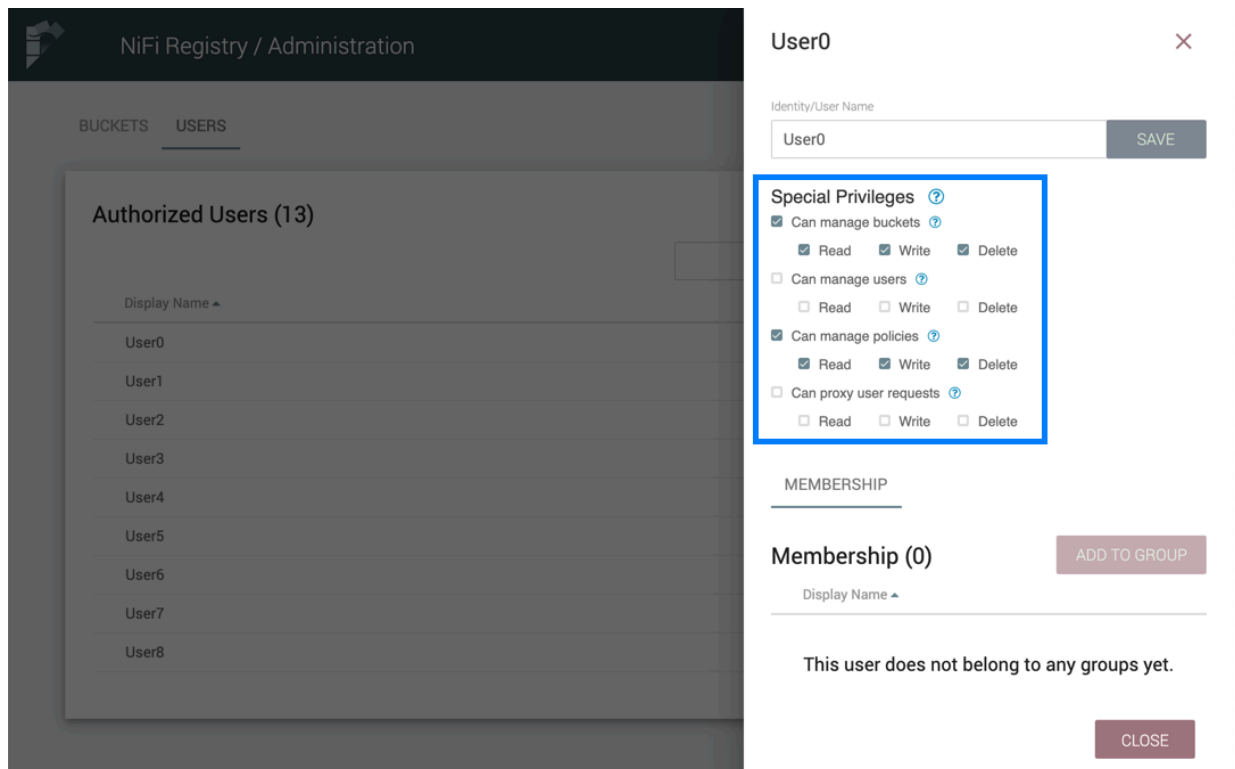 NiFi Registry / Administration
BUCKETS USERS
Authorized Users (13)
Display Name
User0
User1
User2
User3
User4
User5
User6
User7
User8
User0
Identity/User Name
User0 SAVE
Special Privileges ?
Can manage buckets ?
Read Write Delete
Can manage users ?
Read Write Delete
Can manage policies ?
Read Write Delete
Can proxy user requests ?
Read Write Delete
MEMBERSHIP
Membership (0) ADD TO GROUP
Display Name
This user does not belong to any groups yet.
CLOSE